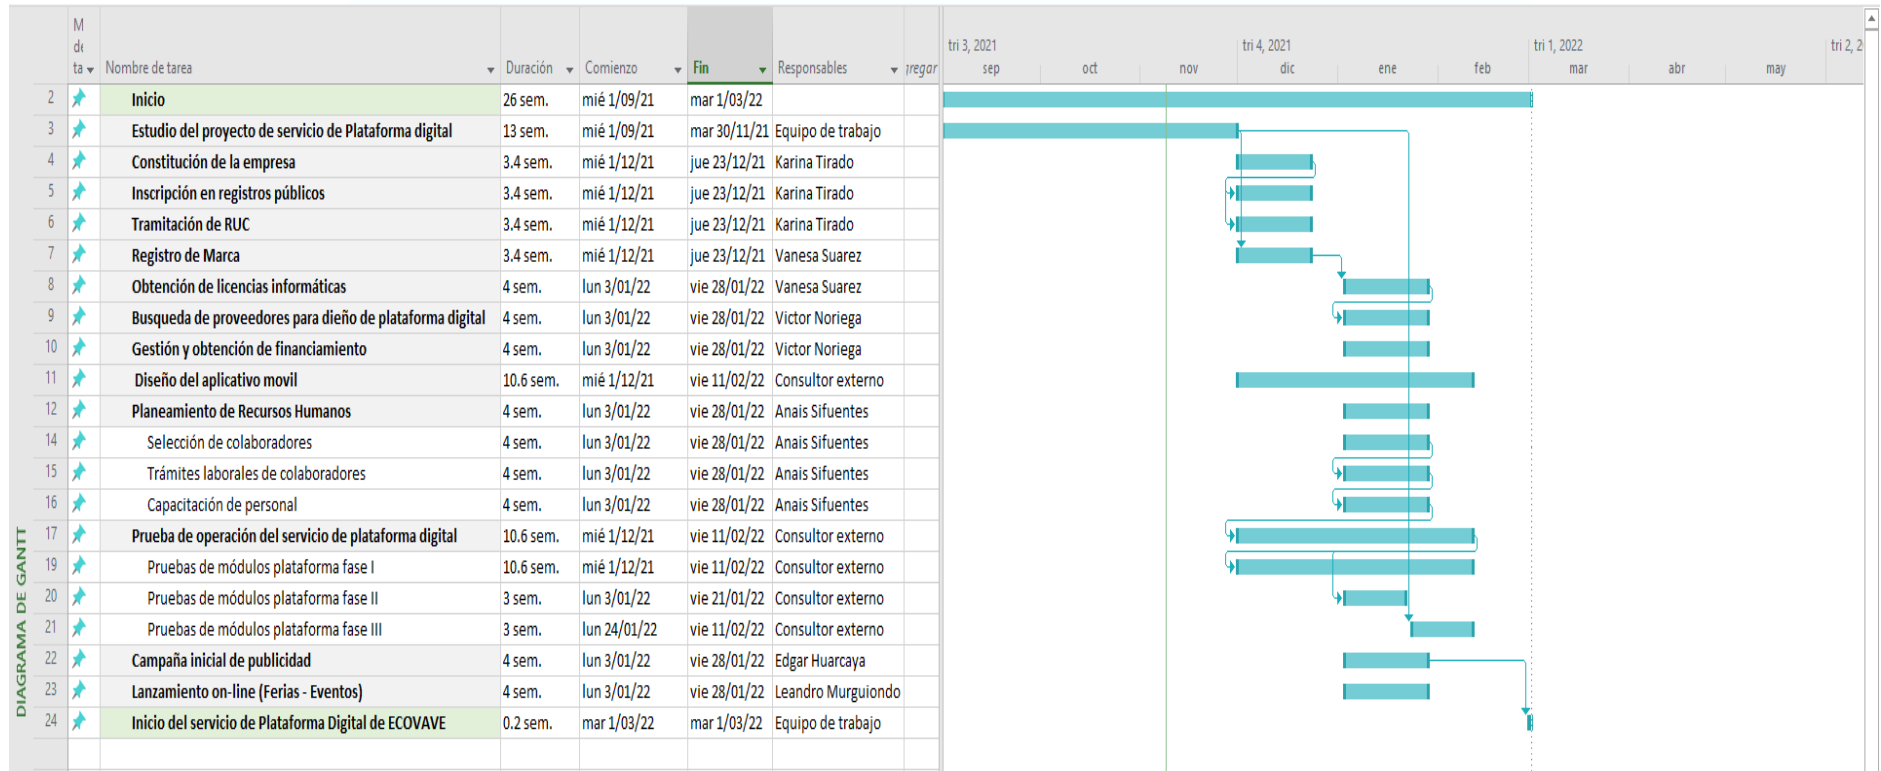 M
de
ta Nombre de tarea Duración Comienzo Fin Responsables
tri 3, 2021 tri 4, 2021 tri 1, 2022 tri 2, 2
sep oct nov dic ene feb mar abr may
2 Inicio 26 sem. mié 1/09/21 mar 1/03/22
3 Estudio del proyecto de servicio de Plataforma digital 13 sem. mié 1/09/21 mar 30/11/21 Equipo de trabajo
4 Constitución de la empresa 3.4 sem. mié 1/12/21 jue 23/12/21 Karina Tirado
5 Inscripción en registros públicos 3.4 sem. mié 1/12/21 jue 23/12/21 Karina Tirado
6 Tramitación de RUC 3.4 sem. mié 1/12/21 jue 23/12/21 Karina Tirado
7 Registro de Marca 3.4 sem. mié 1/12/21 jue 23/12/21 Vanesa Suarez
8 Obtención de licencias informáticas 4 sem. lun 3/01/22 vie 28/01/22 Vanesa Suarez
9 Busqueda de proveedores para dieño de plataforma digital 4 sem. lun 3/01/22 vie 28/01/22 Victor Noriega
10 Gestión y obtención de financiamiento 4 sem. lun 3/01/22 vie 28/01/22 Victor Noriega
11 Diseño del aplicativo movil 10.6 sem. mié 1/12/21 vie 11/02/22 Consultor externo
12 Planeamiento de Recursos Humanos 4 sem. lun 3/01/22 vie 28/01/22 Anais Sifuentes
14 Selección de colaboradores 4 sem. lun 3/01/22 vie 28/01/22 Anais Sifuentes
15 Trámites laborales de colaboradores 4 sem. lun 3/01/22 vie 28/01/22 Anais Sifuentes
16 Capacitación de personal 4 sem. lun 3/01/22 vie 28/01/22 Anais Sifuentes
17 Prueba de operación del servicio de plataforma digital 10.6 sem. mié 1/12/21 vie 11/02/22 Consultor externo
19 Pruebas de módulos plataforma fase I 10.6 sem. mié 1/12/21 vie 11/02/22 Consultor externo
20 Pruebas de módulos plataforma fase II 3 sem. lun 3/01/22 vie 21/01/22 Consultor externo
21 Pruebas de módulos plataforma fase III 3 sem. lun 24/01/22 vie 11/02/22 Consultor externo
22 Campaña inicial de publicidad 4 sem. lun 3/01/22 vie 28/01/22 Edgar Huarcaya
23 Lanzamiento on-line (Ferias - Eventos) 4 sem. lun 3/01/22 vie 28/01/22 Leandro Murguiondo
24 Inicio del servicio de Plataforma Digital de ECOVAVE 0.2 sem. mar 1/03/22 mar 1/03/22 Equipo de trabajo
DIAGRAMA DE GANTT